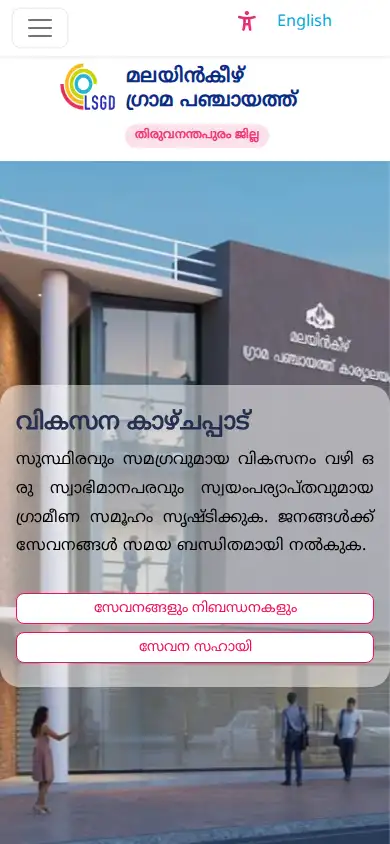 English
LSGD
മലയിൻകീഴ്
ഗ്രാമ പഞ്ചായത്ത്
തിരുവനന്തപുരം ജില്ല
മലയിൻകീഴ്
ഗ്രാമ പഞ്ചായത്ത് കാര്യാലയം
വികസന കാഴ്ചപ്പാട്
സുസ്ഥിരവും സമഗ്രവുമായ വികസനം വഴി ഒ
രു സ്വാഭിമാനപരവും സ്വയംപര്യാപ്തവുമായ
ഗ്രാമീണ സമൂഹം സൃഷ്ടിക്കുക. ജനങ്ങൾക്ക്
സേവനങ്ങൾ സമയ ബന്ധിതമായി നൽകുക.
സേവനങ്ങളും നിബന്ധനകളും
സേവന സഹായി